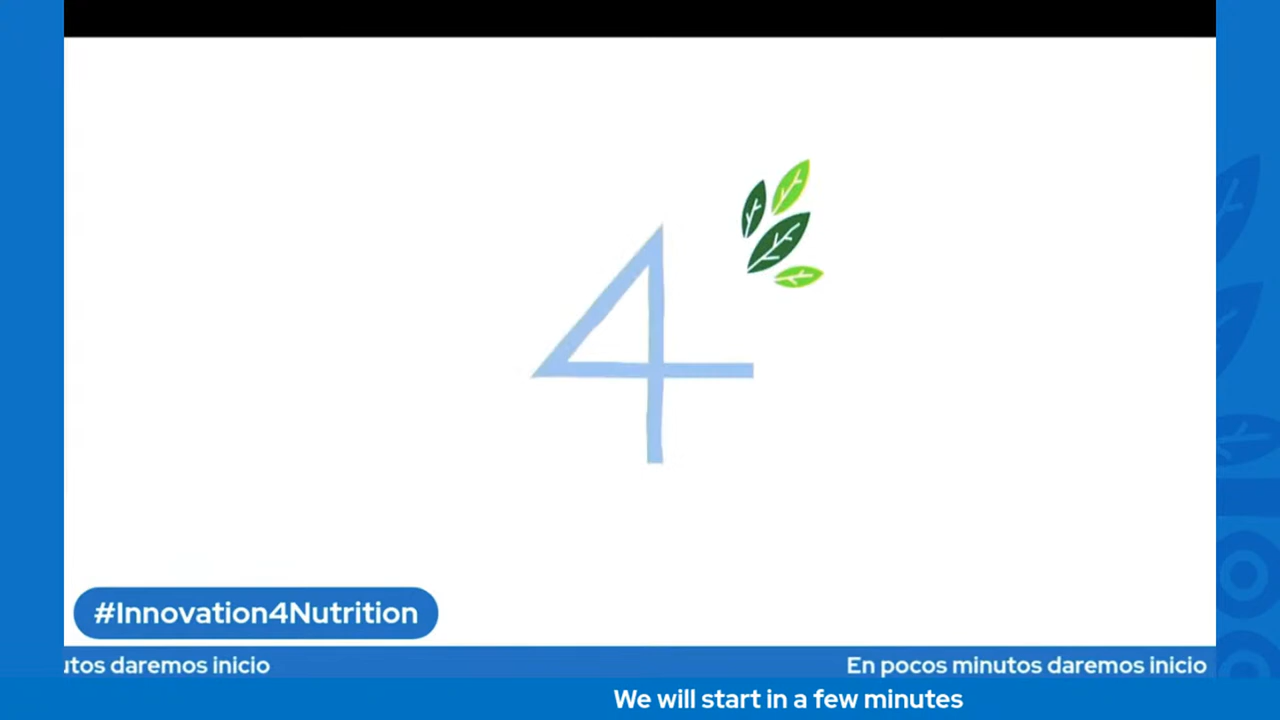 4
#Innovation4Nutrition
utos daremos inicio En pocos minutos daremos inicio
We will start in a few minutes